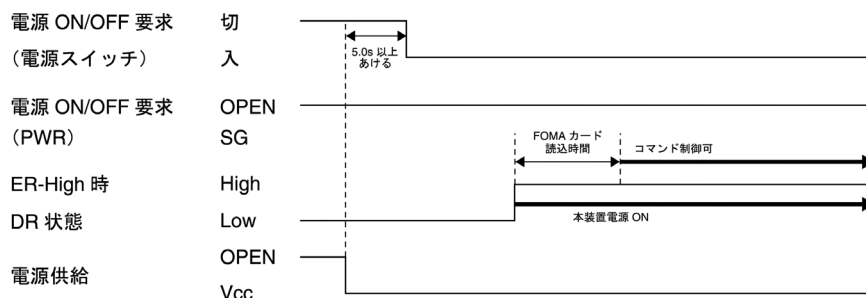 電源 ON/OFF 要求 切
（電源スイッチ） 入
5.0s 以上
あける
電源 ON/OFF 要求 OPEN
（PWR） SG
FOMA カード
読込時間
コマンド制御可
ER-High 時 High
DR 状態 Low
本装置電源 ON
電源供給 OPEN
Vcc